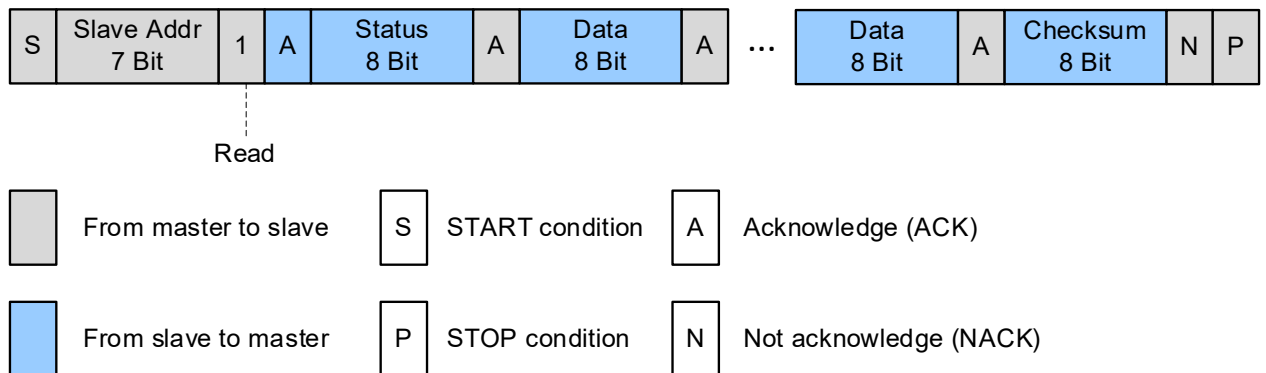 S Slave Addr 7 Bit 1 A Status 8 Bit A Data 8 Bit A ... Data 8 Bit A Checksum 8 Bit N P
Read
From master to slave S START condition A Acknowledge (ACK)
From slave to master P STOP condition N Not acknowledge (NACK)